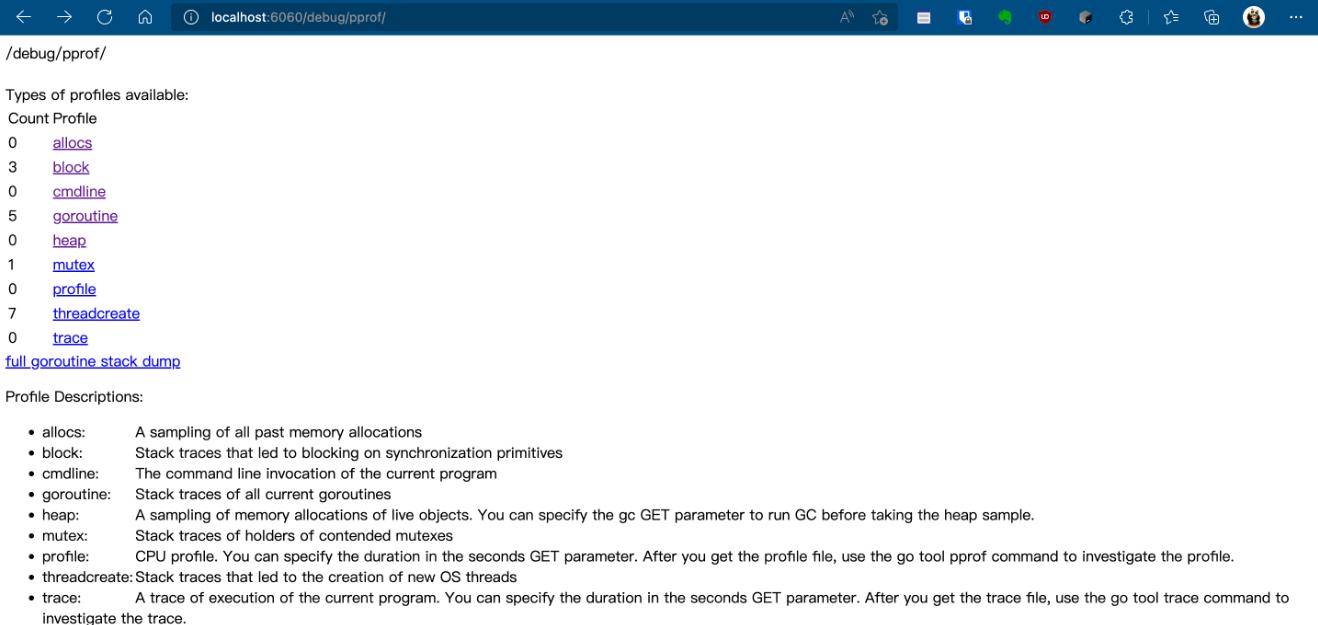 localhost:6060/debug/pprof/
/debug/pprof/
Types of profiles available:
Count Profile
0 allocs
3 block
0 cmdline
5 goroutine
0 heap
1 mutex
0 profile
7 threadcreate
0 trace
full goroutine stack dump
Profile Descriptions:
• allocs: A sampling of all past memory allocations
• block: Stack traces that led to blocking on synchronization primitives
• cmdline: The command line invocation of the current program
• goroutine: Stack traces of all current goroutines
• heap: A sampling of memory allocations of live objects. You can specify the gc GET parameter to run GC before taking the heap sample.
• mutex: Stack traces of holders of contended mutexes
• profile: CPU profile. You can specify the duration in the seconds GET parameter. After you get the profile file, use the go tool pprof command to investigate the profile.
• threadcreate: Stack traces that led to the creation of new OS threads
• trace: A trace of execution of the current program. You can specify the duration in the seconds GET parameter. After you get the trace file, use the go tool trace command to
investigate the trace.